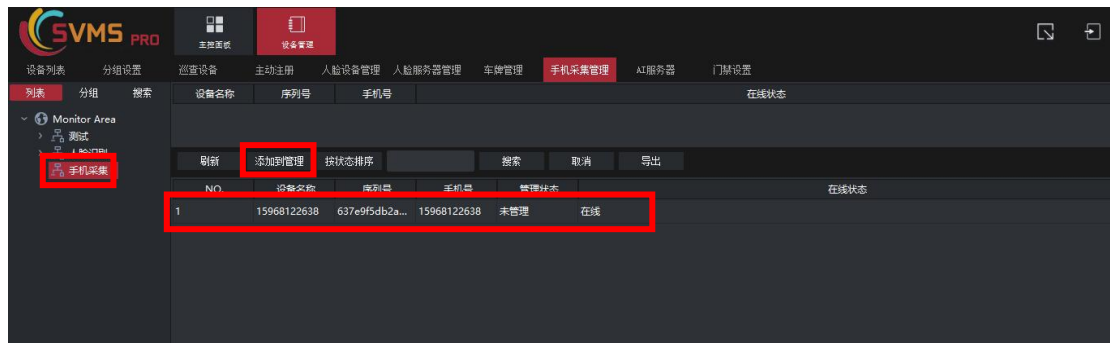 SVMS PRO
主控面板 设备管理
设备列表 分组设置 巡查设备 主动注册 人脸设备管理 人脸服务器管理 车牌管理 手机采集管理 AI服务器 门禁设置
列表 分组 搜索 设备名称 序列号 手机号 在线状态
Monitor Area
测试
人脸识别
手机采集
刷新 添加到管理 按状态排序 搜索 取消 导出
NO. 设备名称 序列号 手机号 管理状态 在线状态
1 15968122638 637e9f5db2a... 15968122638 未管理 在线